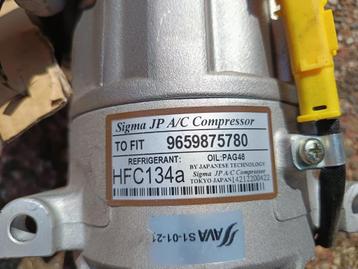 Sigma JP A/C Compressor
TO FIT 9659875780
REFRIGERANT: OIL:PAG46
BY JAPANESE TECHNOLOGY
HFC134a Sigma JP A/C Compressor
TOKYO JAPAN 14212200422
AVA S1-01-21